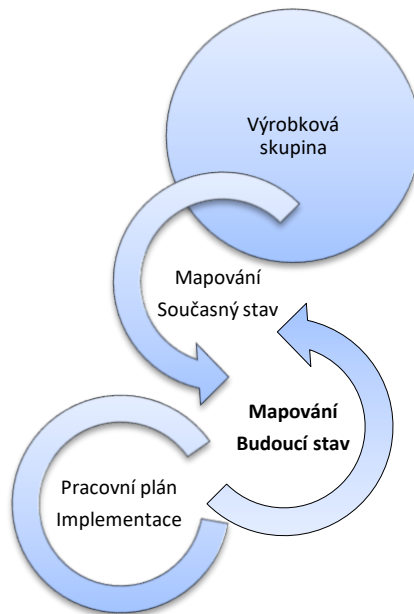 Výrobková
skupina
Mapování
Současný stav
Mapování
Budoucí stav
Pracovní plán
Implementace